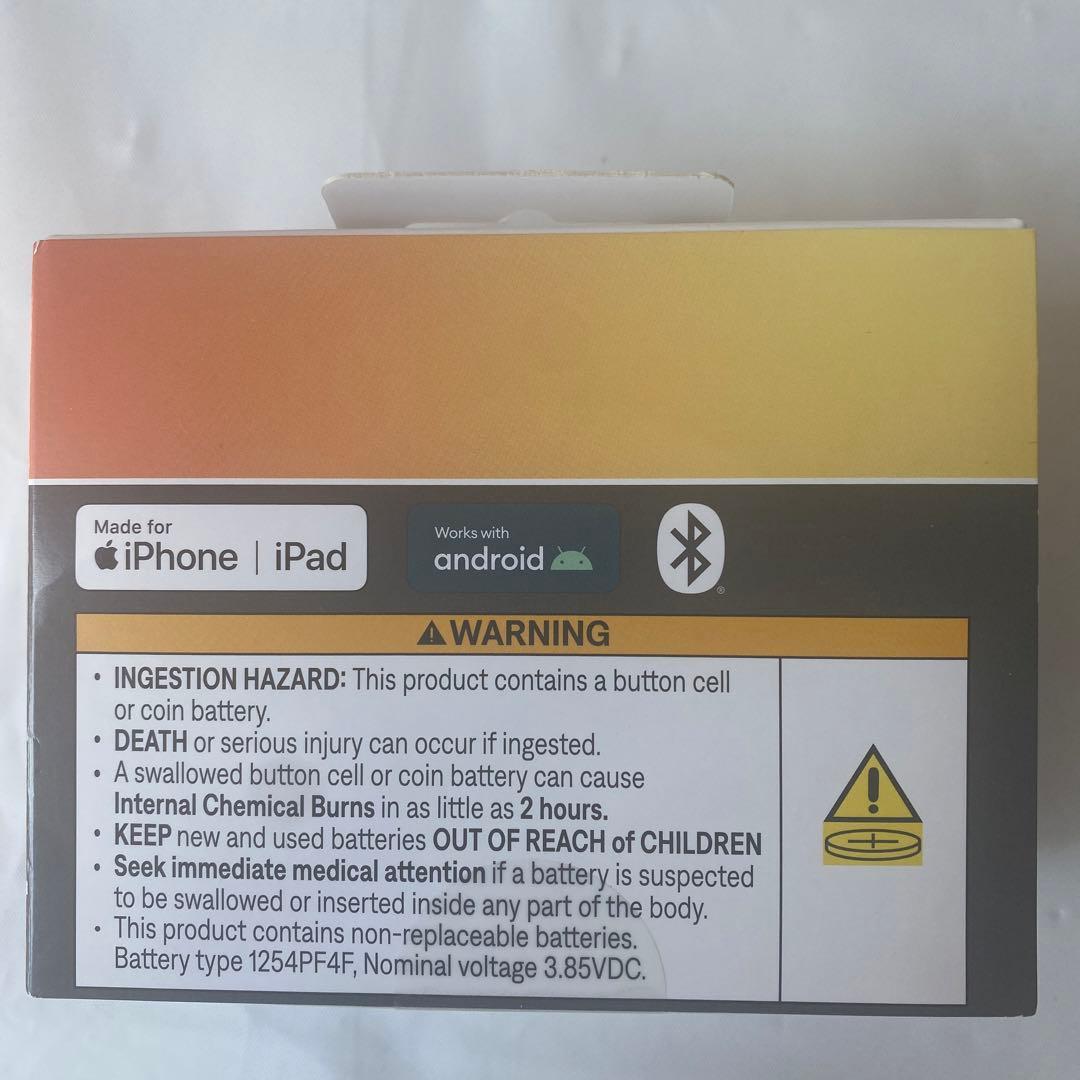 Made for
iPhone | iPad
Works with
android
®
WARNING
• INGESTION HAZARD: This product contains a button cell
or coin battery.
• DEATH or serious injury can occur if ingested.
• A swallowed button cell or coin battery can cause
Internal Chemical Burns in as little as 2 hours.
• KEEP new and used batteries OUT OF REACH of CHILDREN
• Seek immediate medical attention if a battery is suspected
to be swallowed or inserted inside any part of the body.
• This product contains non-replaceable batteries.
Battery type 1254PF4F, Nominal voltage 3.85VDC.